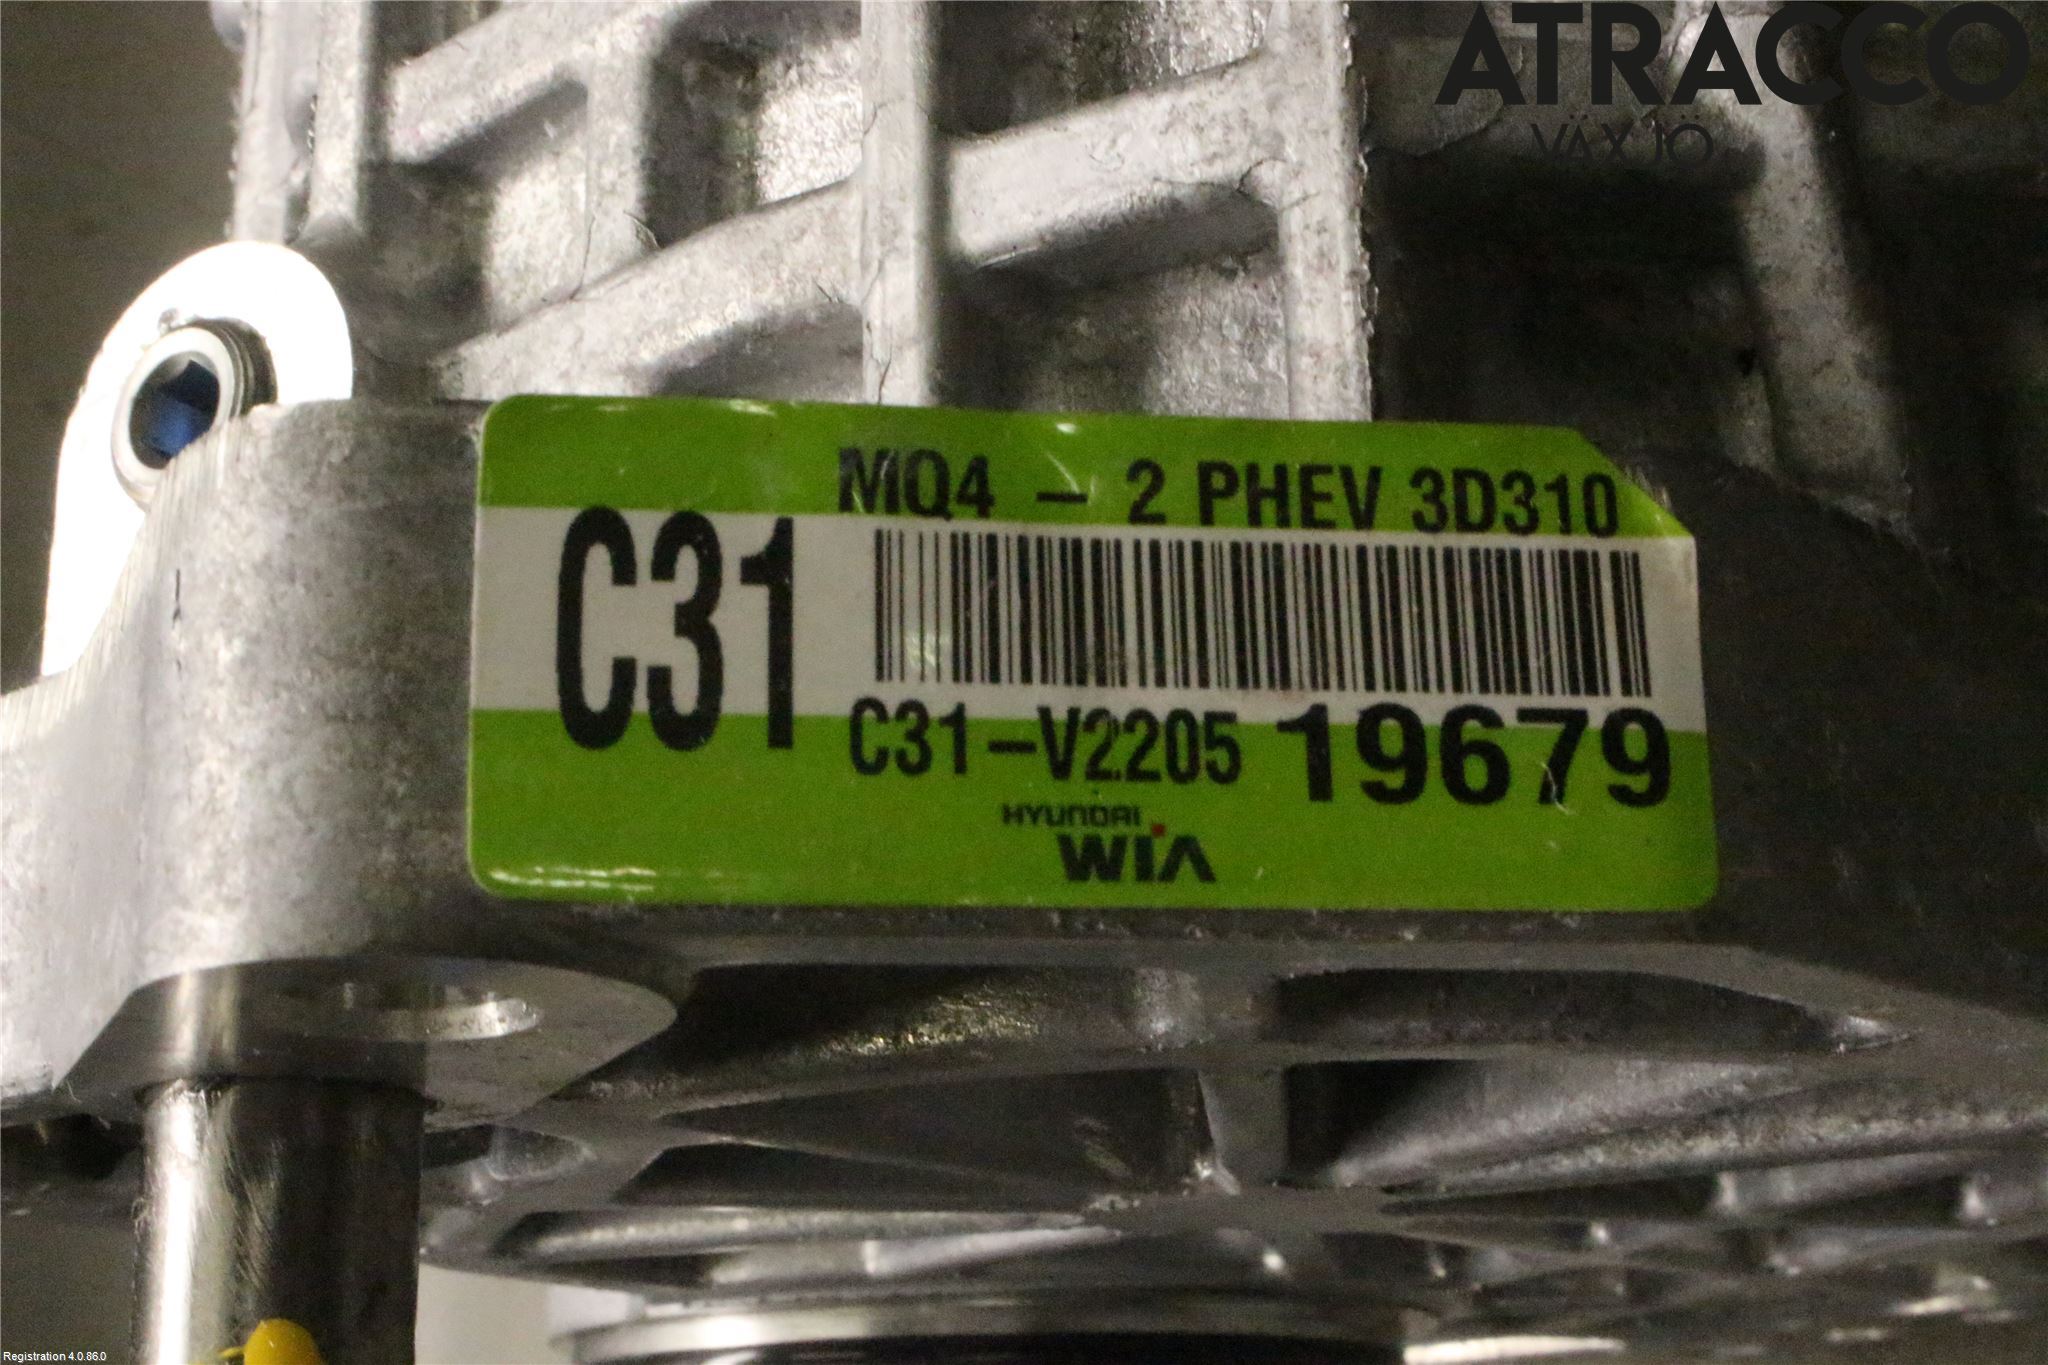 ATRACCO
VÄXJÖ
MQ4 - 2 PHEV 3D310
C31
C31-V2205 19679
HYUNDAI
WIA
Registration 4.0.86.0